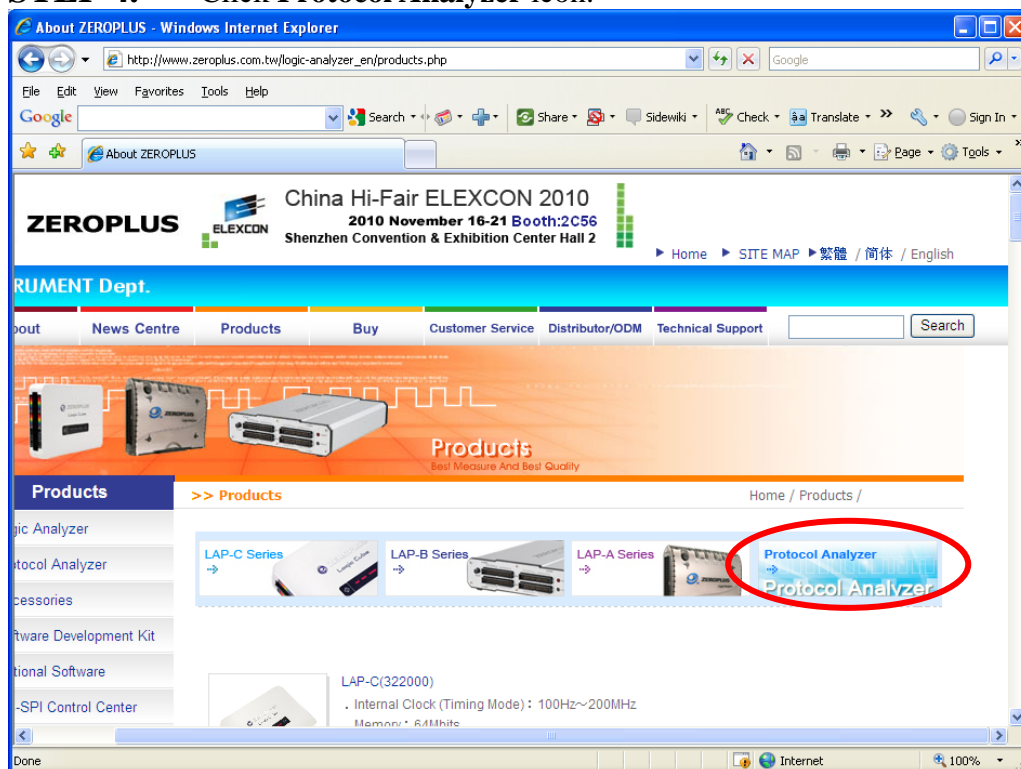 STEP 4. Click Protocol Analyzer icon.
About ZEROPLUS - Windows Internet Explorer
http://www.zeroplus.com.tw/logic-analyzer_en/products.php
Google
File Edit View Favorites Tools Help
Google Search Share Sidewiki ABC Check Translate Sign In
About ZEROPLUS Page Tools
ZEROPLUS
ELEXCON
China Hi-Fair ELEXCON 2010
2010 November 16-21 Booth:2C56
Shenzhen Convention & Exhibition Center Hall 2
Home SITE MAP 繁體 / 简体 / English
RUMENT Dept.
bout News Centre Products Buy Customer Service Distributor/ODM Technical Support Search
Products
Best Measure And Best Quality
Products
>> Products
Home / Products /
gic Analyzer
otocol Analyzer
cessories
ftware Development Kit
tional Software
-SPI Control Center
LAP-C Series
LAP-B Series
LAP-A Series
Protocol Analyzer
Protocol Analyzer
LAP-C(322000)
. Internal Clock (Timing Mode)：100Hz～200MHz
Memory：64Mbits
Done Internet 100%